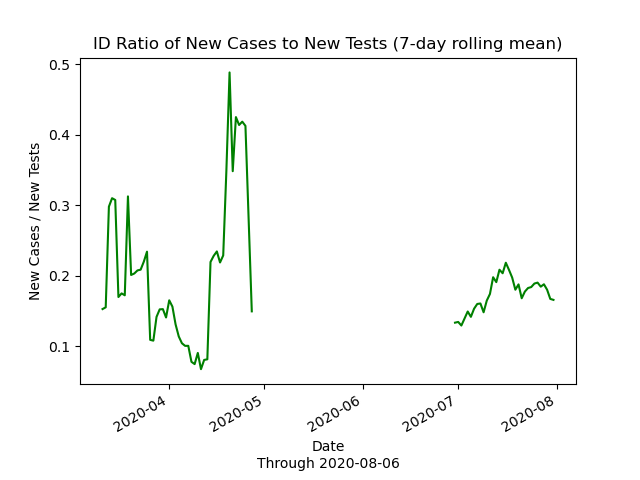 ID Ratio of New Cases to New Tests (7-day rolling mean)
New Cases / New Tests
0.5
0.4
0.3
0.2
0.1
2020-04
2020-05
2020-06
2020-07
2020-08
Date
Through 2020-08-06